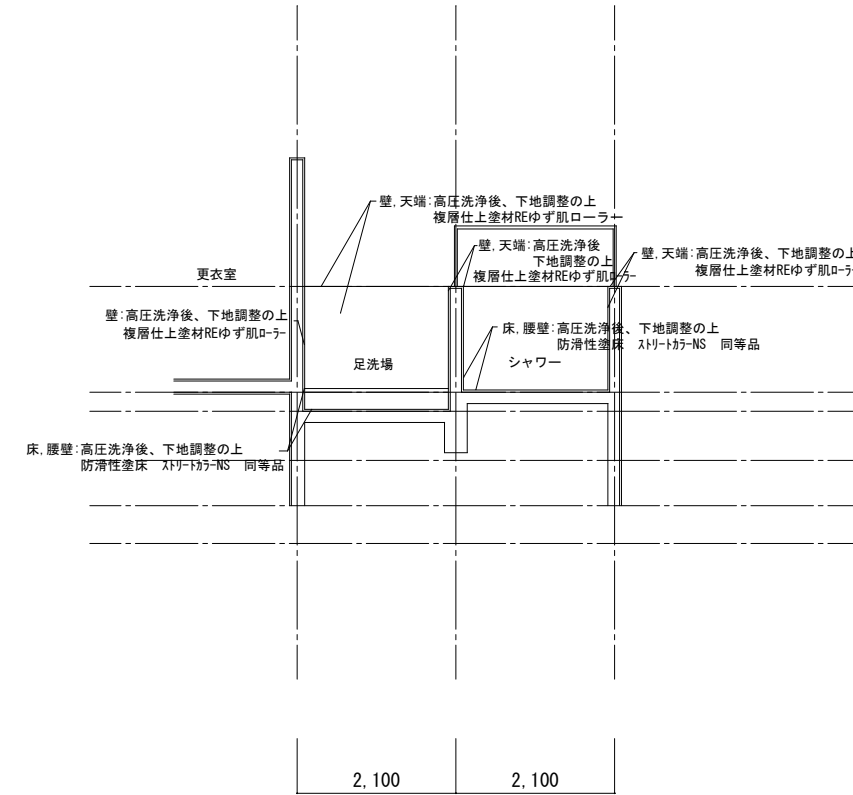 壁,天端:高圧洗浄後、下地調整の上
複層仕上塗材REゆず肌ローラー
壁,天端:高圧洗浄後
下地調整の上
複層仕上塗材REゆず肌ﾛｰﾗｰ
壁,天端:高圧洗浄後、下地調整の上
複層仕上塗材REゆず肌ﾛｰﾗ
更衣室
壁:高圧洗浄後、下地調整の上
複層仕上塗材REゆず肌ﾛｰﾗｰ
床,腰壁:高圧洗浄後、下地調整の上
防滑性塗床 ｽﾄﾘｰﾄｶﾗｰNS 同等品
足洗場
シャワー
床,腰壁:高圧洗浄後、下地調整の上
防滑性塗床 ｽﾄﾘｰﾄｶﾗｰNS 同等品
2,100
2,100